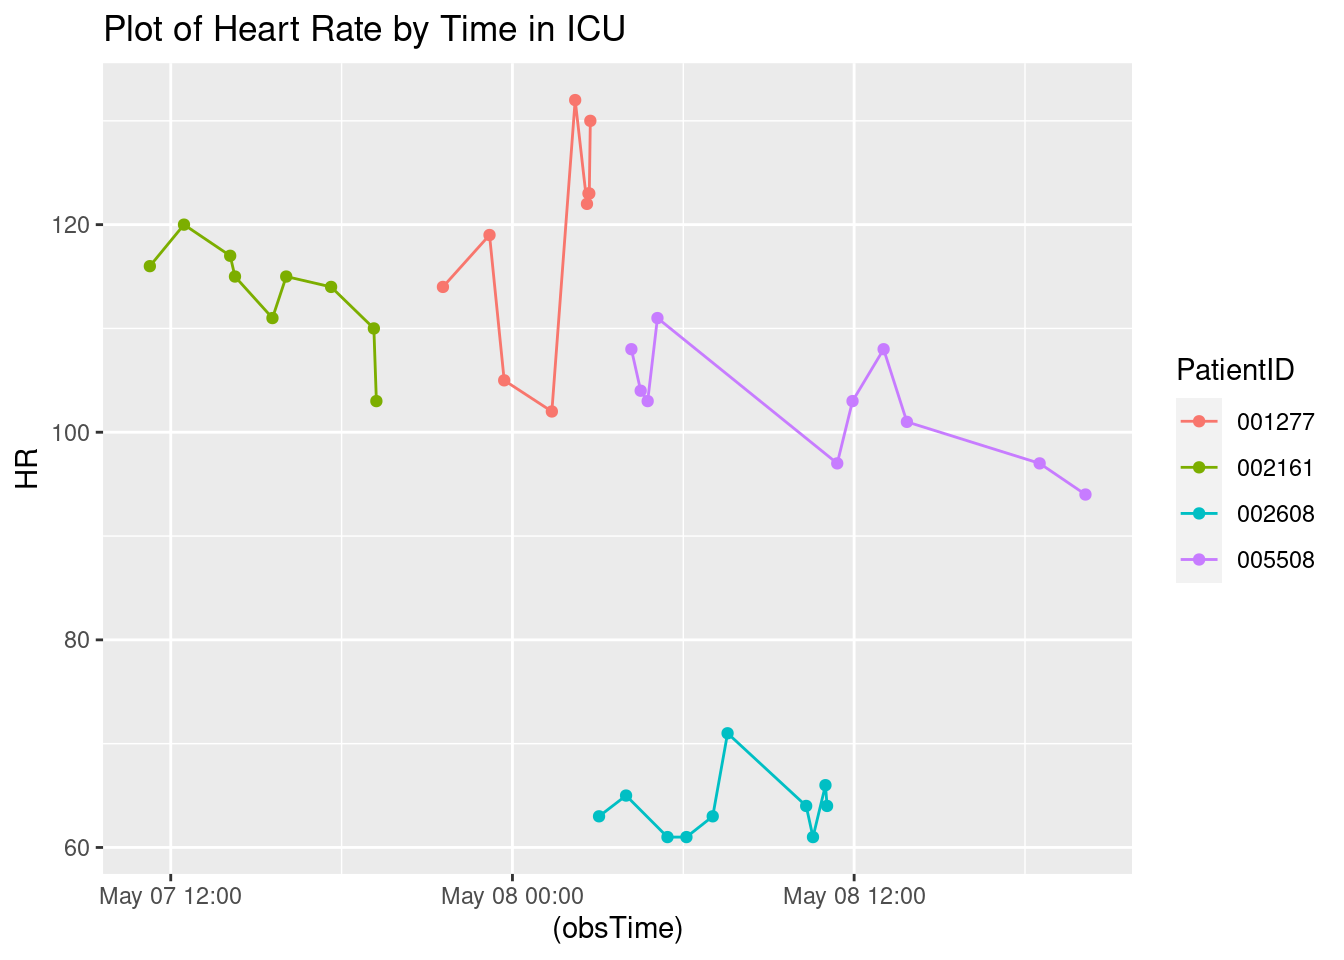 Plot of Heart Rate by Time in ICU
HR
120
100
80
60
May 07 12:00
May 08 00:00
May 08 12:00
(obsTime)
PatientID
001277
002161
002608
005508